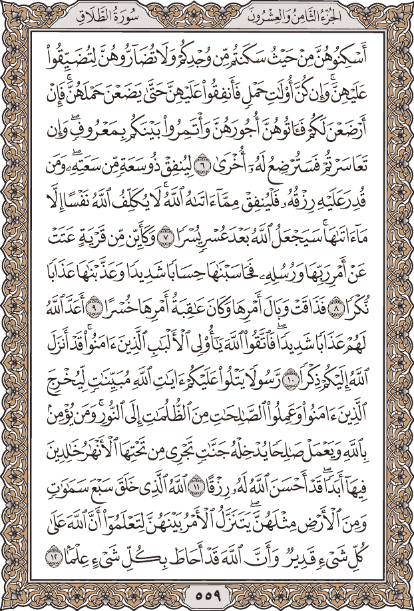 الجزء الثامن والعشرون سورة الطلاق
أَسْكِنُوهُنَّ مِنْ حَيْثُ سَكَنتُم مِّن وُجْدِكُمْ وَلَا تُضَآرُّوهُنَّ لِتُضَيِّقُوا۟
عَلَيْهِنَّ ۚ وَإِن كُنَّ أُو۟لَـٰتِ حَمْلٍ فَأَنفِقُوا۟ عَلَيْهِنَّ حَتَّىٰ يَضَعْنَ حَمْلَهُنَّ ۚ فَإِنْ
أَرْضَعْنَ لَكُمْ فَـَٔاتُوهُنَّ أُجُورَهُنَّ ۖ وَأْتَمِرُوا۟ بَيْنَكُم بِمَعْرُوفٍ ۖ وَإِن
تَعَاسَرْتُمْ فَسَتُرْضِعُ لَهُۥٓ أُخْرَىٰ ٦ لِيُنفِقْ ذُو سَعَةٍ مِّن سَعَتِهِۦ ۖ وَمَن
قُدِرَ عَلَيْهِ رِزْقُهُۥ فَلْيُنفِقْ مِمَّآ ءَاتَىٰهُ ٱللَّهُ ۚ لَا يُكَلِّفُ ٱللَّهُ نَفْسًا إِلَّا
مَآ ءَاتَىٰهَا ۚ سَيَجْعَلُ ٱللَّهُ بَعْدَ عُسْرٍ يُسْرًا ٧ وَكَأَيِّن مِّن قَرْيَةٍ عَتَتْ
عَنْ أَمْرِ رَبِّهَا وَرُسُلِهِۦ فَحَاسَبْنَـٰهَا حِسَابًا شَدِيدًا وَعَذَّبْنَـٰهَا عَذَابًا
نُّكْرًا ٨ فَذَاقَتْ وَبَالَ أَمْرِهَا وَكَانَ عَـٰقِبَةُ أَمْرِهَا خُسْرًا ٩ أَعَدَّ ٱللَّهُ
لَهُمْ عَذَابًا شَدِيدًا ۖ فَٱتَّقُوا۟ ٱللَّهَ يَـٰٓأُو۟لِى ٱلْأَلْبَـٰبِ ٱلَّذِينَ ءَامَنُوا۟ ۚ قَدْ أَنزَلَ
ٱللَّهُ إِلَيْكُمْ ذِكْرًا ١٠ رَّسُولًا يَتْلُوا۟ عَلَيْكُمْ ءَايَـٰتِ ٱللَّهِ مُبَيِّنَـٰتٍ لِّيُخْرِجَ
ٱلَّذِينَ ءَامَنُوا۟ وَعَمِلُوا۟ ٱلصَّـٰلِحَـٰتِ مِنَ ٱلظُّلُمَـٰتِ إِلَى ٱلنُّورِ ۚ وَمَن يُؤْمِنۢ
بِٱللَّهِ وَيَعْمَلْ صَـٰلِحًا يُدْخِلْهُ جَنَّـٰتٍ تَجْرِى مِن تَحْتِهَا ٱلْأَنْهَـٰرُ خَـٰلِدِينَ
فِيهَآ أَبَدًا ۖ قَدْ أَحْسَنَ ٱللَّهُ لَهُۥ رِزْقًا ١١ ٱللَّهُ ٱلَّذِى خَلَقَ سَبْعَ سَمَـٰوَٰتٍ
وَمِنَ ٱلْأَرْضِ مِثْلَهُنَّ يَتَنَزَّلُ ٱلْأَمْرُ بَيْنَهُنَّ لِتَعْلَمُوٓا۟ أَنَّ ٱللَّهَ عَلَىٰ
كُلِّ شَىْءٍ قَدِيرٌ وَأَنَّ ٱللَّهَ قَدْ أَحَاطَ بِكُلِّ شَىْءٍ عِلْمًۢا ١٢
٥٥٩